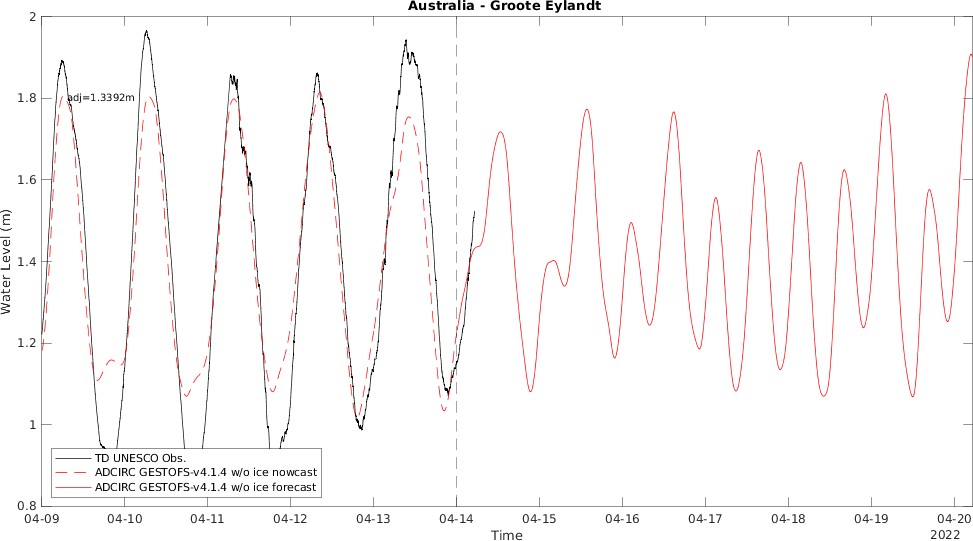 Australia - Groote Eylandt
2
1.8
1.6
1.4
1.2
1
0.8
Water Level (m)
adj=1.3392m
TD UNESCO Obs.
ADCIRC GESTOFS-v4.1.4 w/o ice nowcast
ADCIRC GESTOFS-v4.1.4 w/o ice forecast
04-09 04-10 04-11 04-12 04-13 04-14 04-15 04-16 04-17 04-18 04-19 04-20
Time
2022